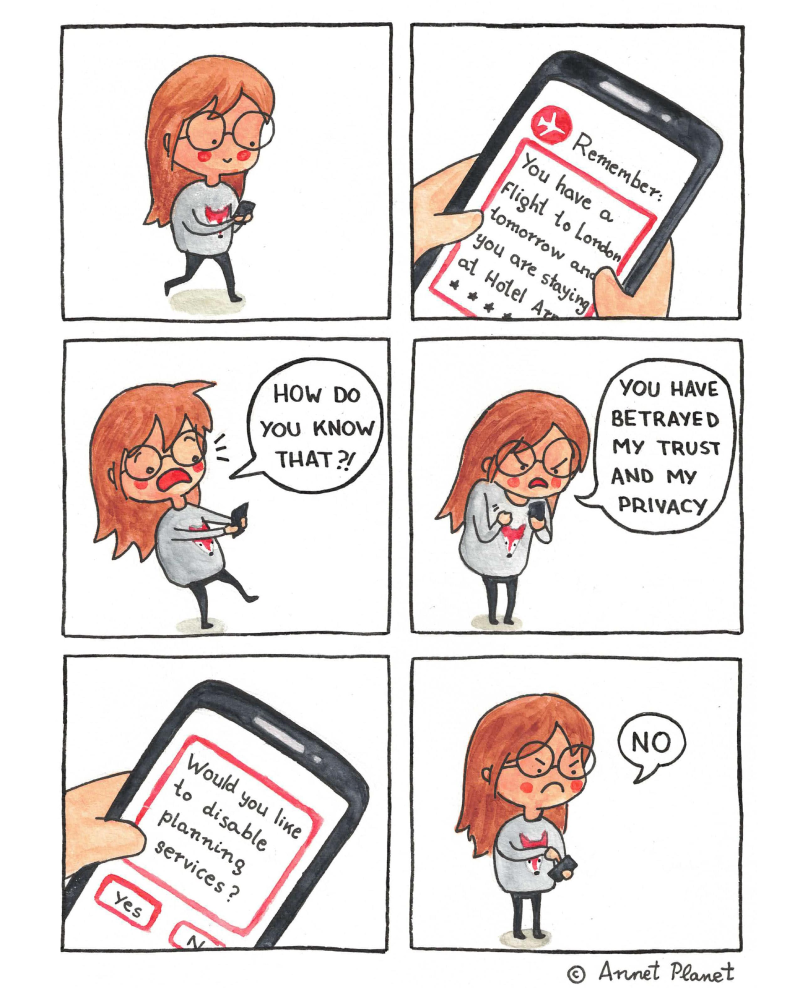 Remember:
You have a
Flight to London
tomorrow and
you are staying
at Hotel
HOW DO
YOU KNOW
THAT?!
YOU HAVE
BETRAYED
MY TRUST
AND MY
PRIVACY
Would you like
to disable
planning
services?
Yes
NO
© Annet Planet